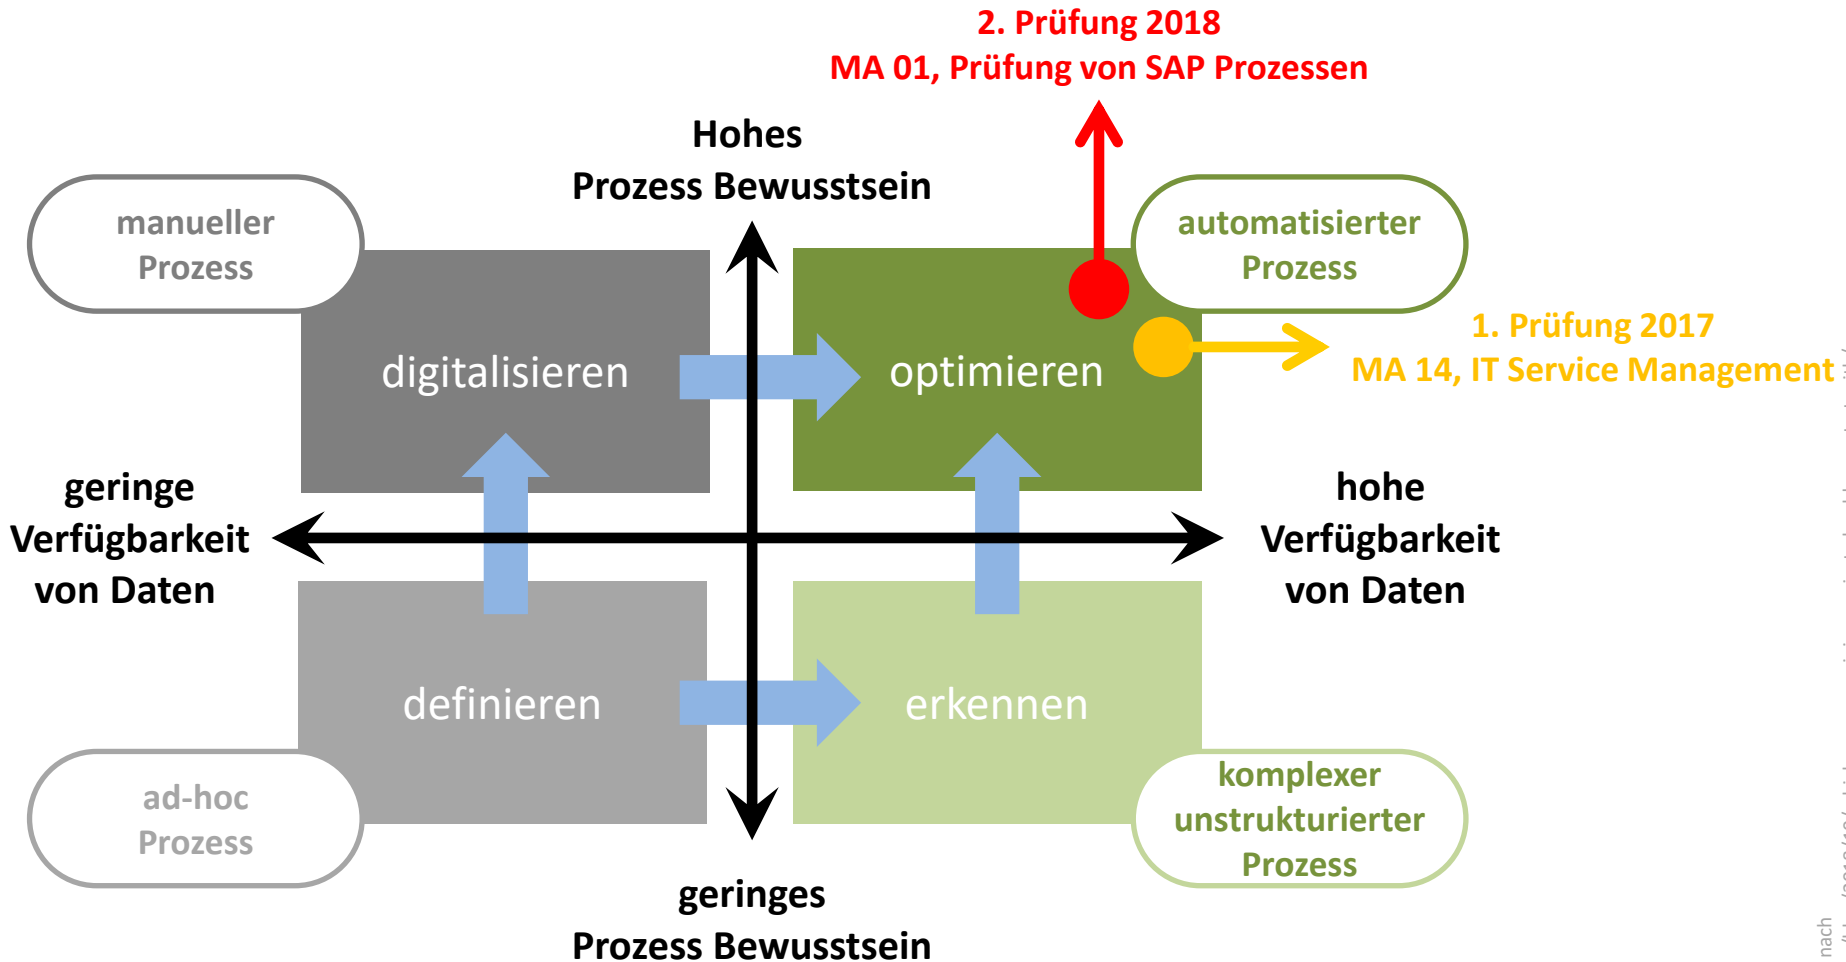 2. Prüfung 2018
MA 01, Prüfung von SAP Prozessen
Hohes
Prozess Bewusstsein
manueller
Prozess
automatisierter
Prozess
1. Prüfung 2017
MA 14, IT Service Management
digitalisieren
optimieren
geringe
Verfügbarkeit
von Daten
hohe
Verfügbarkeit
von Daten
definieren
erkennen
ad-hoc
Prozess
komplexer
unstrukturierter
Prozess
geringes
Prozess Bewusstsein
nach